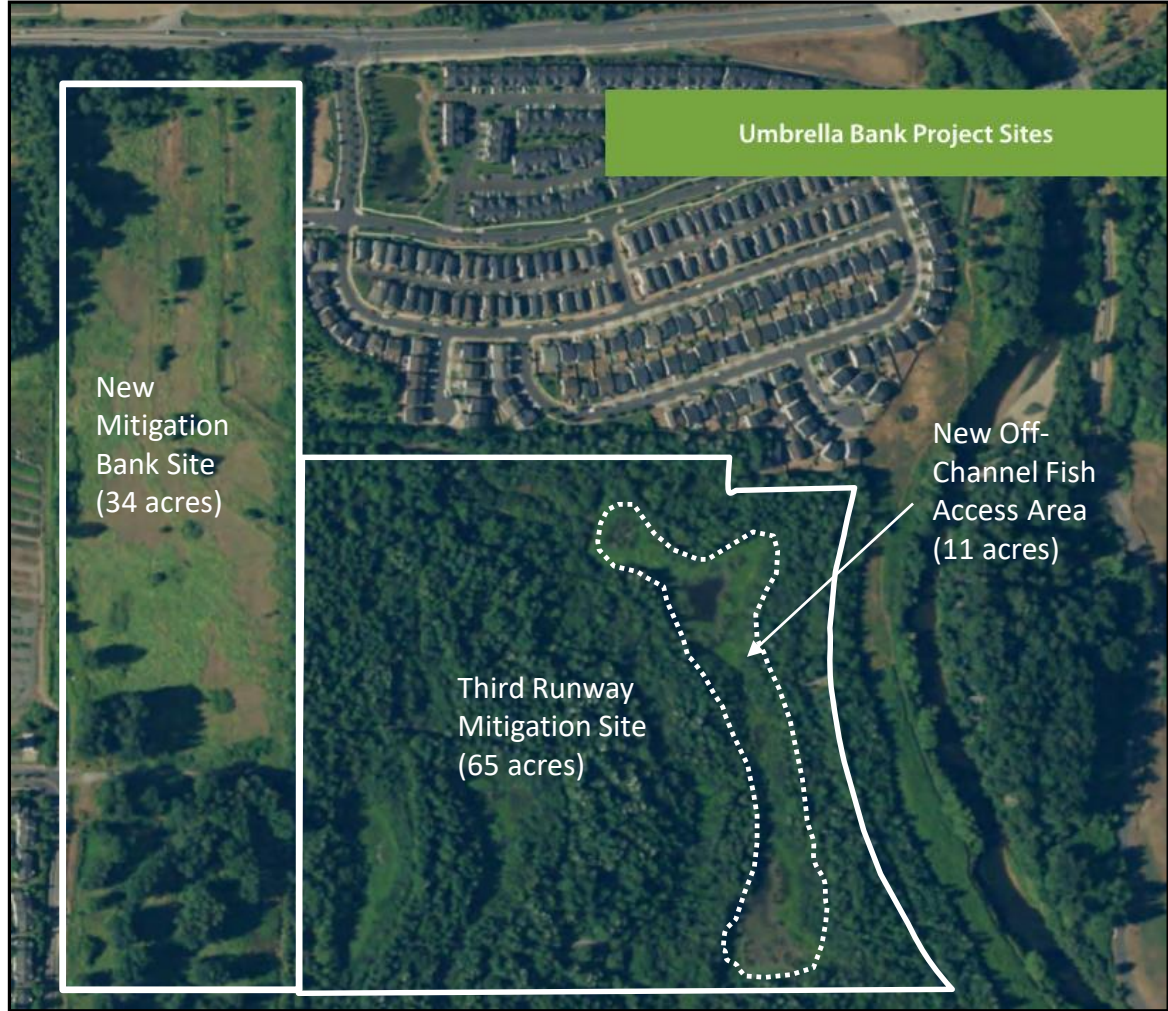 Umbrella Bank Project Sites
New
Mitigation
Bank Site
(34 acres)
New Off-
Channel Fish
Access Area
(11 acres)
Third Runway
Mitigation Site
(65 acres)